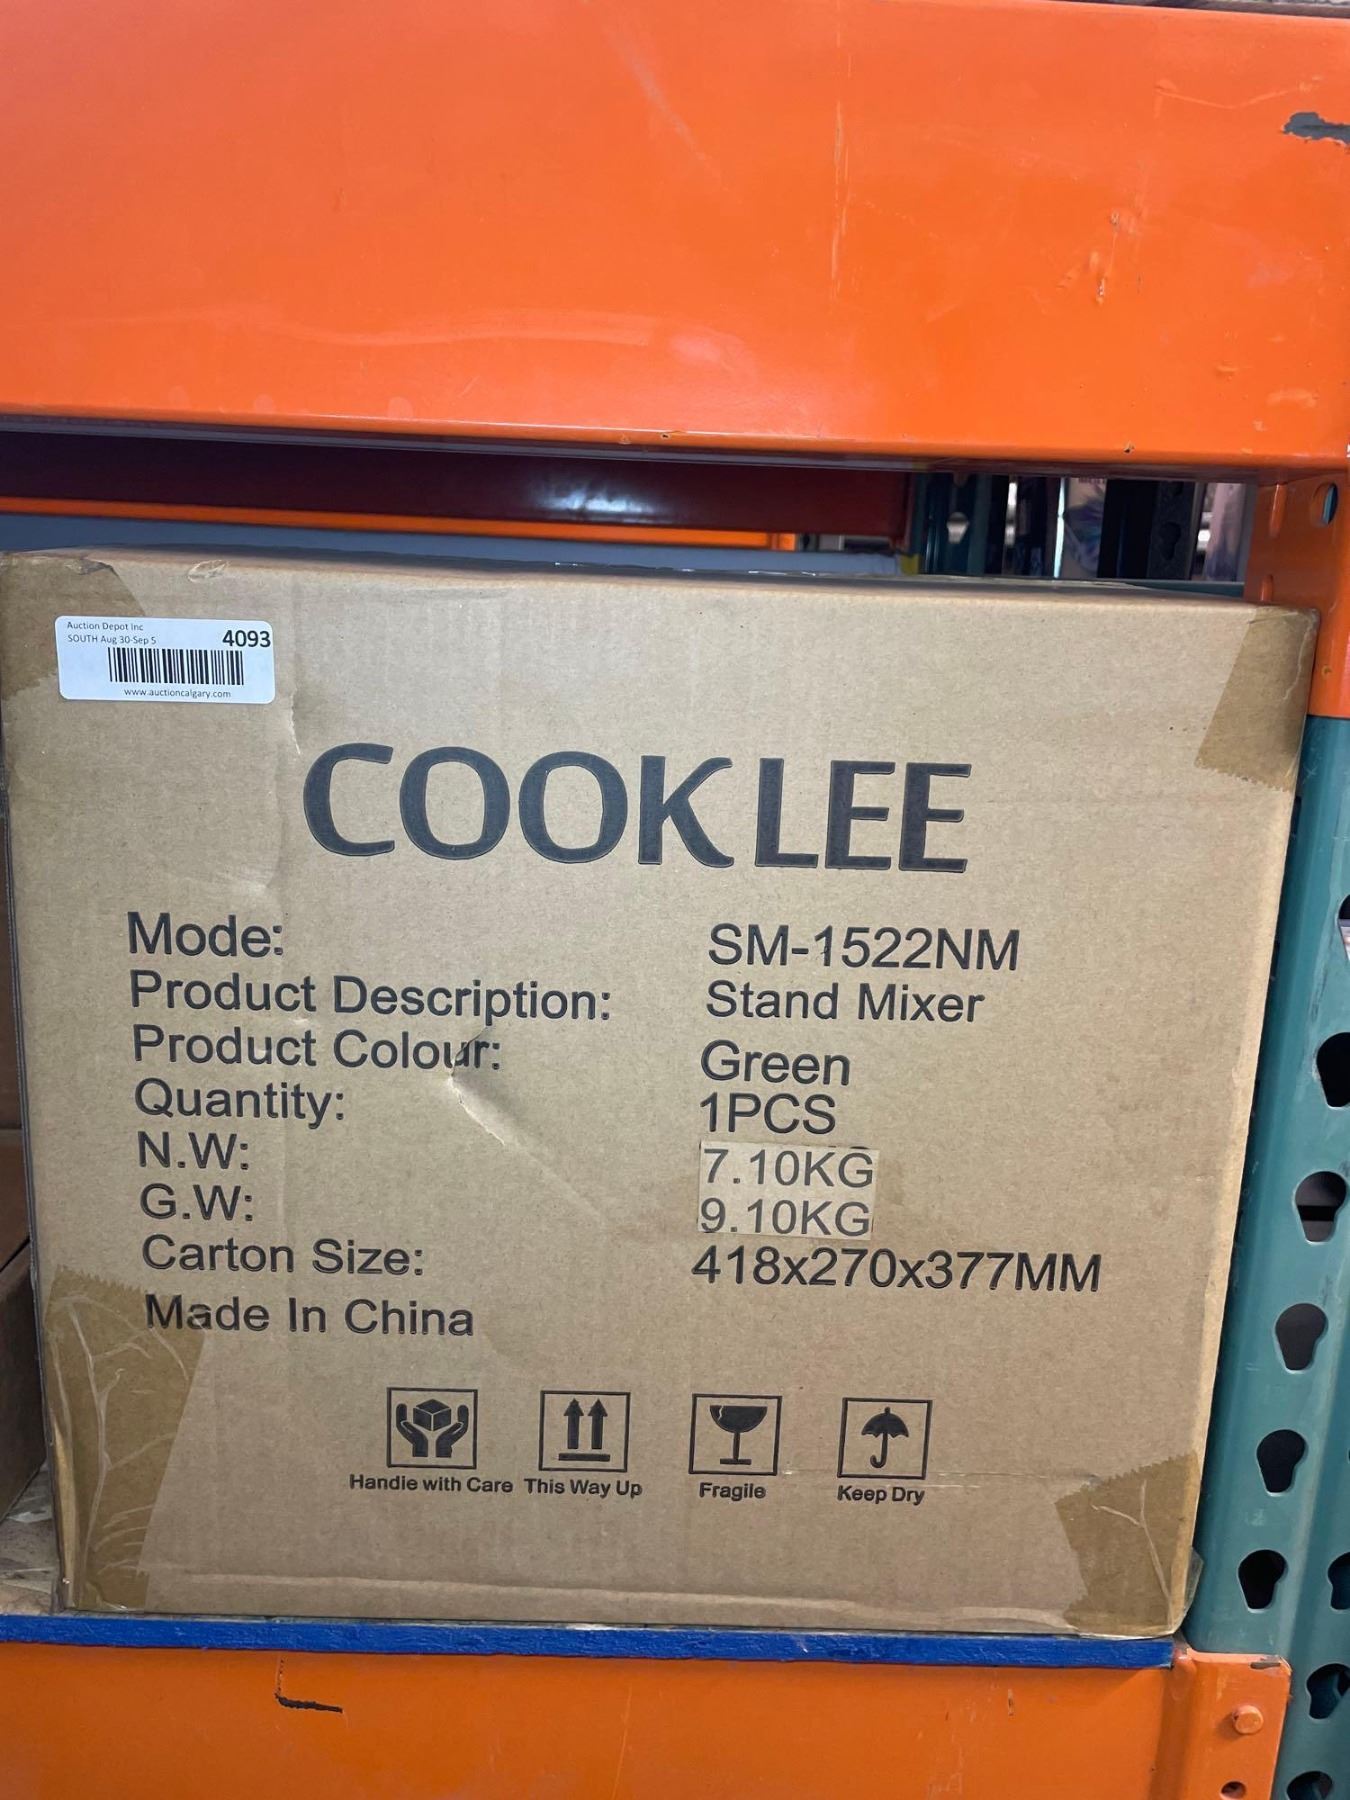 Auction Depot Inc
SOUTH Aug 30-Sep 5 4093
www.auctioncalgary.com
COOKLEE
Mode: SM-1522NM
Product Description: Stand Mixer
Product Colour: Green
Quantity: 1PCS
N.W: 7.10KG
G.W: 9.10KG
Carton Size: 418x270x377MM
Made In China
Handle with Care This Way Up Fragile Keep Dry